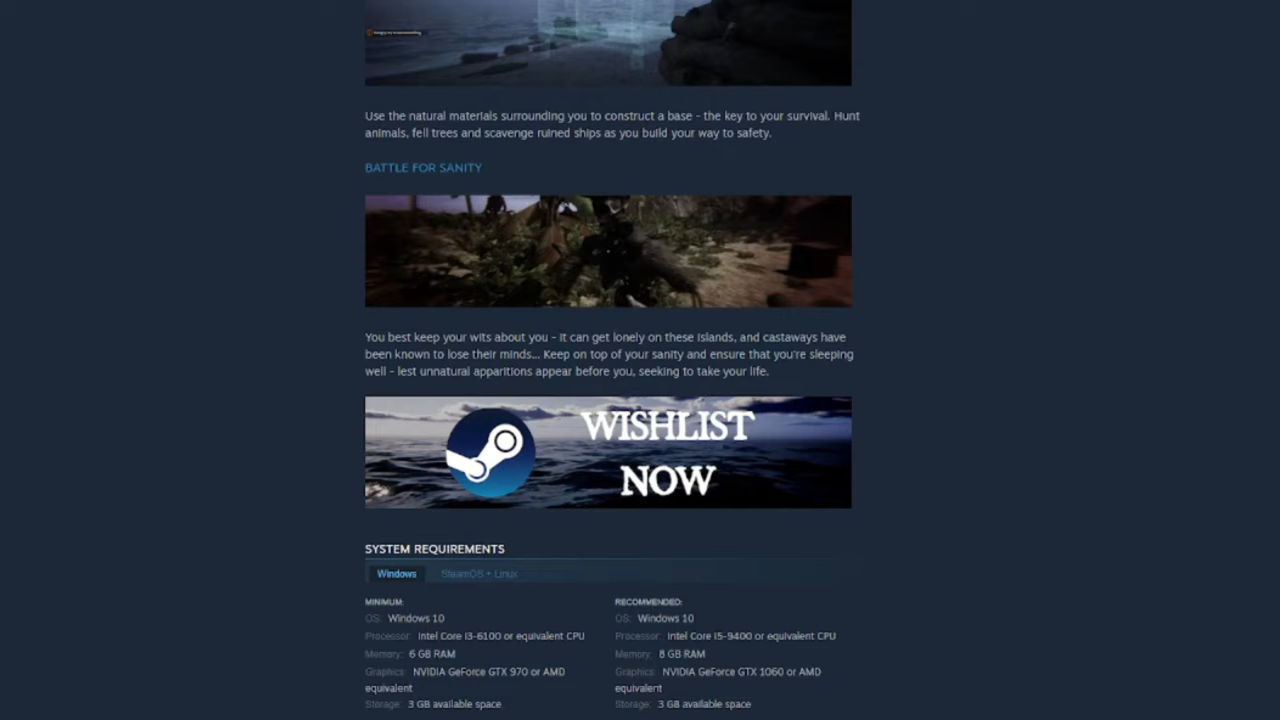 Use the natural materials surrounding you to construct a base - the key to your survival. Hunt
animals, fell trees and scavenge ruined ships as you build your way to safety.
BATTLE FOR SANITY
You best keep your wits about you - it can get lonely on these islands, and castaways have
been known to lose their minds... Keep on top of your sanity and ensure that you're sleeping
well - lest unnatural apparitions appear before you, seeking to take your life.
WISHLIST
NOW
SYSTEM REQUIREMENTS
Windows SteamOS + Linux
MINIMUM:
OS: Windows 10
Processor: Intel Core i3-6100 or equivalent CPU
Memory: 6 GB RAM
Graphics: NVIDIA GeForce GTX 970 or AMD
equivalent
Storage: 3 GB available space
RECOMMENDED:
OS: Windows 10
Processor: Intel Core i5-9400 or equivalent CPU
Memory: 8 GB RAM
Graphics: NVIDIA GeForce GTX 1060 or AMD
equivalent
Storage: 3 GB available space